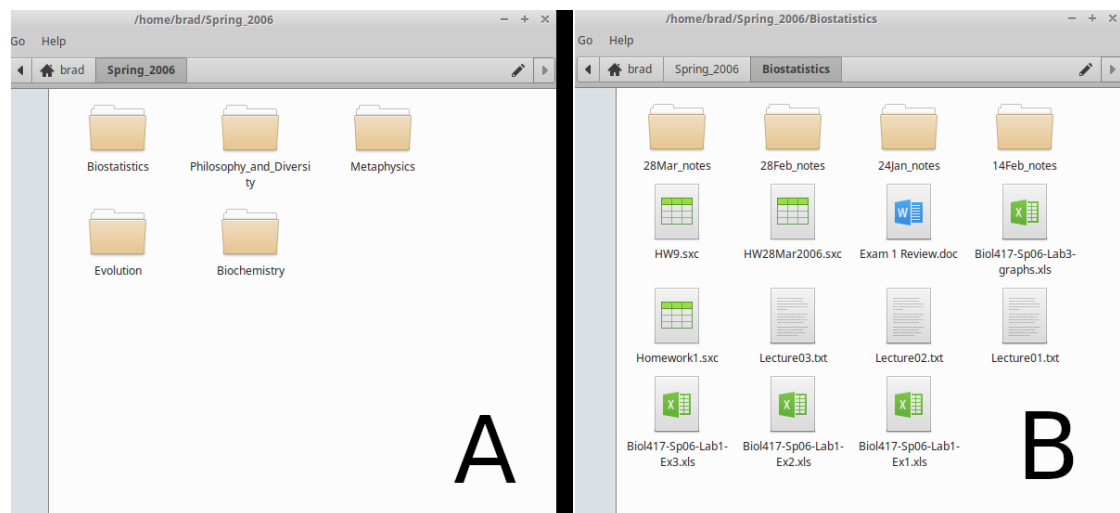 /home/brad/Spring_2006
Go Help
brad Spring_2006
Biostatistics Philosophy_and_Diversi
ty Metaphysics
Evolution Biochemistry
A
/home/brad/Spring_2006/Biostatistics
Go Help
brad Spring_2006 Biostatistics
28Mar_notes 28Feb_notes 24Jan_notes 14Feb_notes
HW9.sxc HW28Mar2006.sxc Exam 1 Review.doc Biol417-Sp06-Lab3-
graphs.xls
Homework1.sxc Lecture03.txt Lecture02.txt Lecture01.txt
Biol417-Sp06-Lab1- Biol417-Sp06-Lab1- Biol417-Sp06-Lab1-
Ex3.xls Ex2.xls Ex1.xls
B